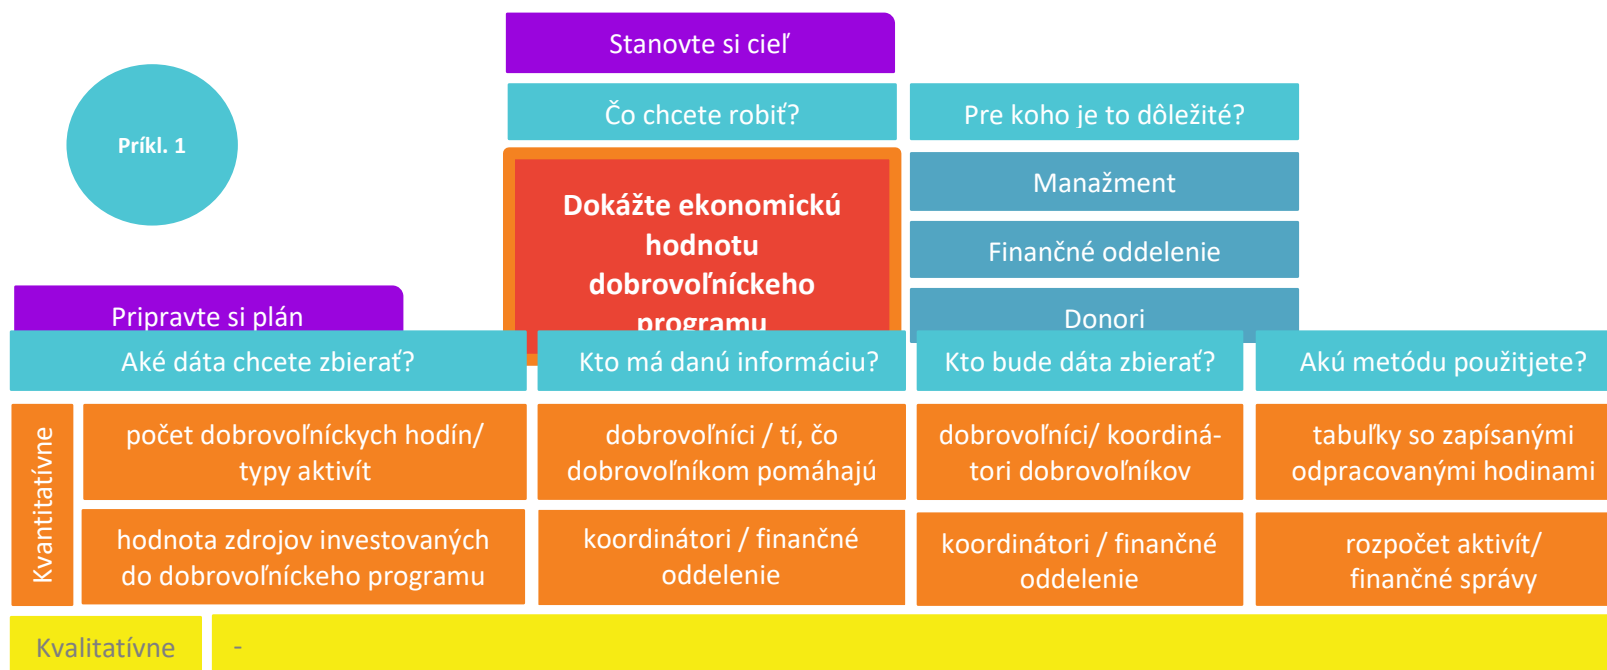 Stanovte si cieľ
Príkl. 1
Čo chcete robiť?
Pre koho je to dôležité?
Dokážte ekonomickú
hodnotu
dobrovoľníckeho
programu
Manažment
Finančné oddelenie
Donori
Pripravte si plán
Aké dáta chcete zbierať?
Kto má danú informáciu?
Kto bude dáta zbierať?
Akú metódu použitjete?
Kvantitatívne
počet dobrovoľníckych hodín/
typy aktivít
dobrovoľníci / tí, čo
dobrovoľníkom pomáhajú
dobrovoľníci/ koordiná-
tori dobrovoľníkov
tabuľky so zapísanými
odpracovanými hodinami
hodnota zdrojov investovaných
do dobrovoľníckeho programu
koordinátori / finančné
oddelenie
koordinátori / finančné
oddelenie
rozpočet aktivít/
finančné správy
Kvalitatívne
-